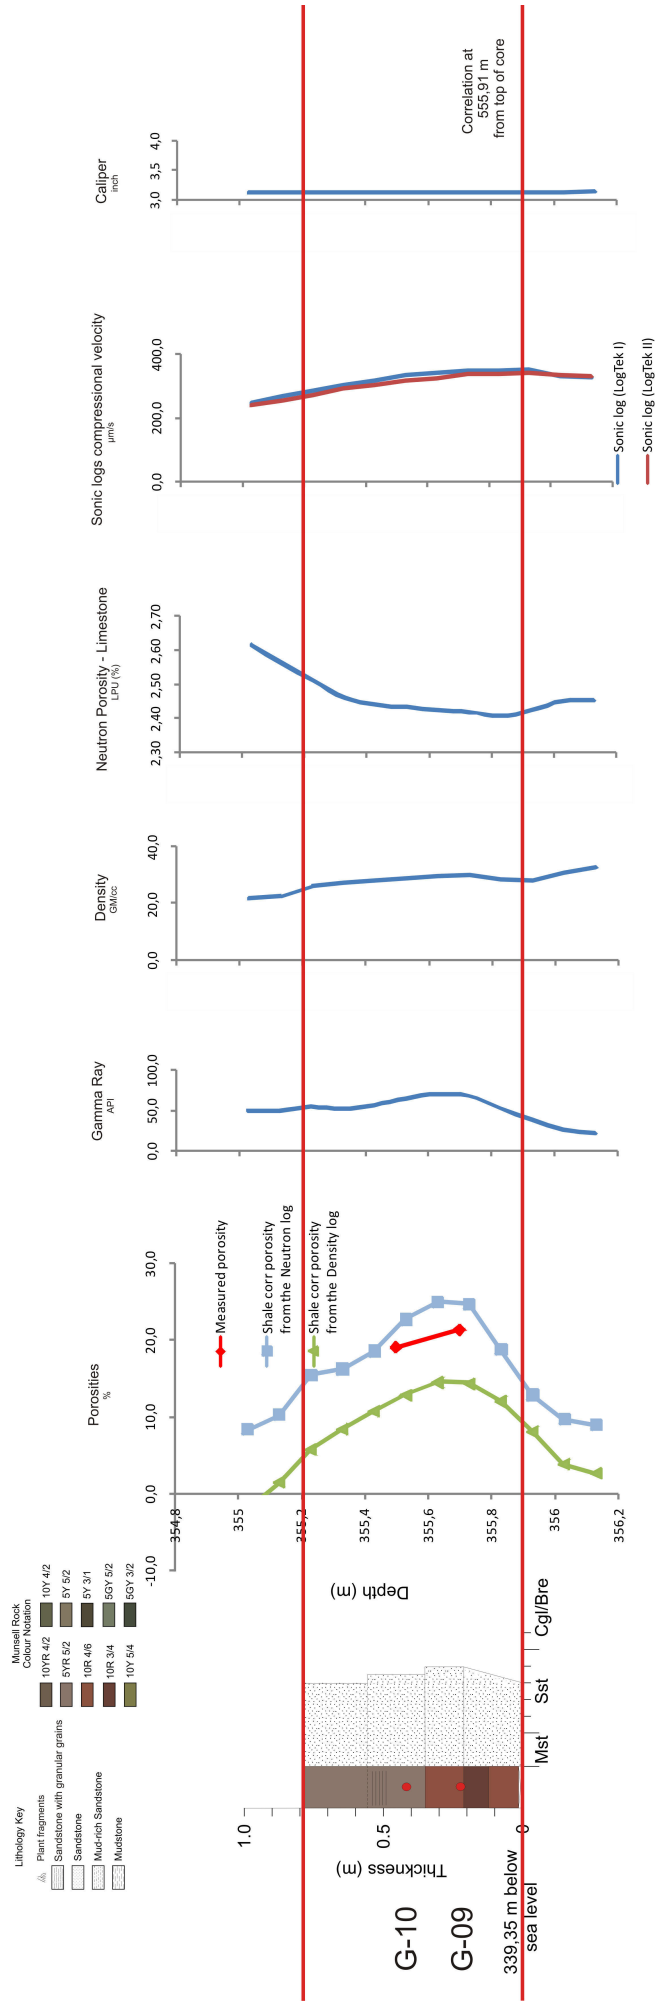 Lithology Key
Plant fragments
Sandstone with granular grains
Sandstone
Mud-rich Sandstone
Mudstone
Munsell Rock
Colour Notation
10YR 4/2
5YR 5/2
10R 4/6
10R 3/4
10Y 5/4
10Y 4/2
5Y 5/2
5Y 3/1
5GY 5/2
5GY 3/2
Thickness (m)
1.0
0.5
0
G-10
G-09
339,35 m below
sea level
Mst
Sst
Cgl/Bre
Depth (m)
354,8
355
355,2
355,4
355,6
355,8
356
356,2
Porosities
%
-10,0
0,0
10,0
20,0
30,0
Measured porosity
Shale corr porosity
from the Neutron log
Shale corr porosity
from the Density log
Gamma Ray
API
0,0
50,0
100,0
Density
GM/cc
0,0
20,0
40,0
Neutron Porosity - Limestone
LPU (%)
2,30
2,40
2,50
2,60
2,70
Sonic logs compressional velocity
µm/s
0,0
200,0
400,0
Sonic log (LogTek I)
Sonic log (LogTek II)
Caliper
inch
3,0
3,5
4,0
Correlation at
555,91 m
from top of core